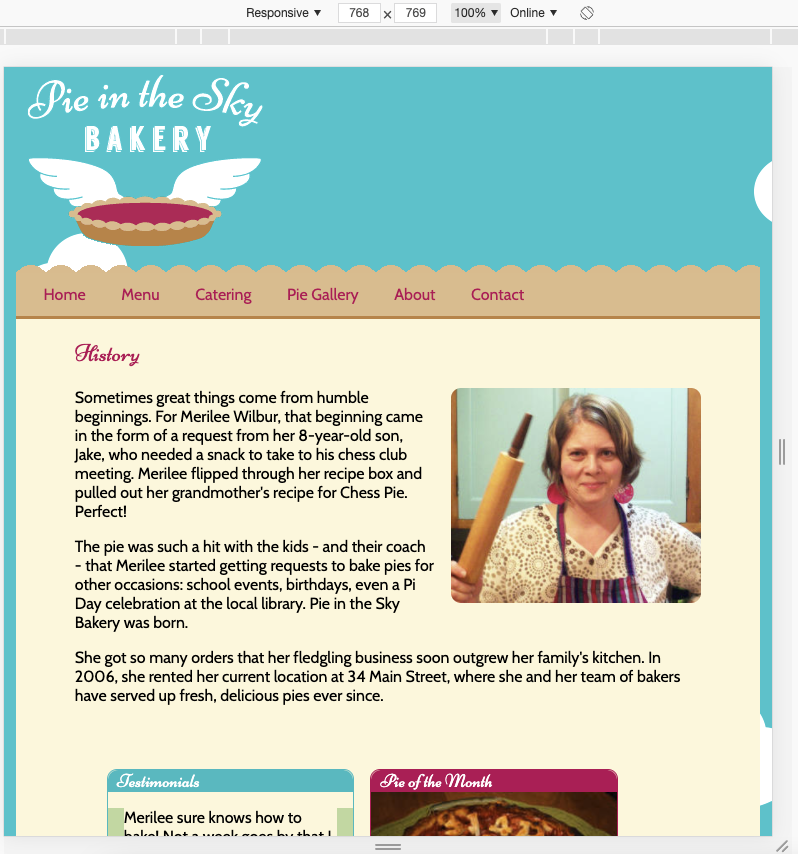 Responsive ▼ 768 × 769 100% ▼ Online ▼
Pie in the Sky
BAKERY
Home Menu Catering Pie Gallery About Contact
History
Sometimes great things come from humble
beginnings. For Merilee Wilbur, that beginning came
in the form of a request from her 8-year-old son,
Jake, who needed a snack to take to his chess club
meeting. Merilee flipped through her recipe box and
pulled out her grandmother's recipe for Chess Pie.
Perfect!
The pie was such a hit with the kids - and their coach
- that Merilee started getting requests to bake pies for
other occasions: school events, birthdays, even a Pi
Day celebration at the local library. Pie in the Sky
Bakery was born.
She got so many orders that her fledgling business soon outgrew her family's kitchen. In
2006, she rented her current location at 34 Main Street, where she and her team of bakers
have served up fresh, delicious pies ever since.
Testimonials
Merilee sure knows how to
bake! Not a week goes by that I
Pie of the Month